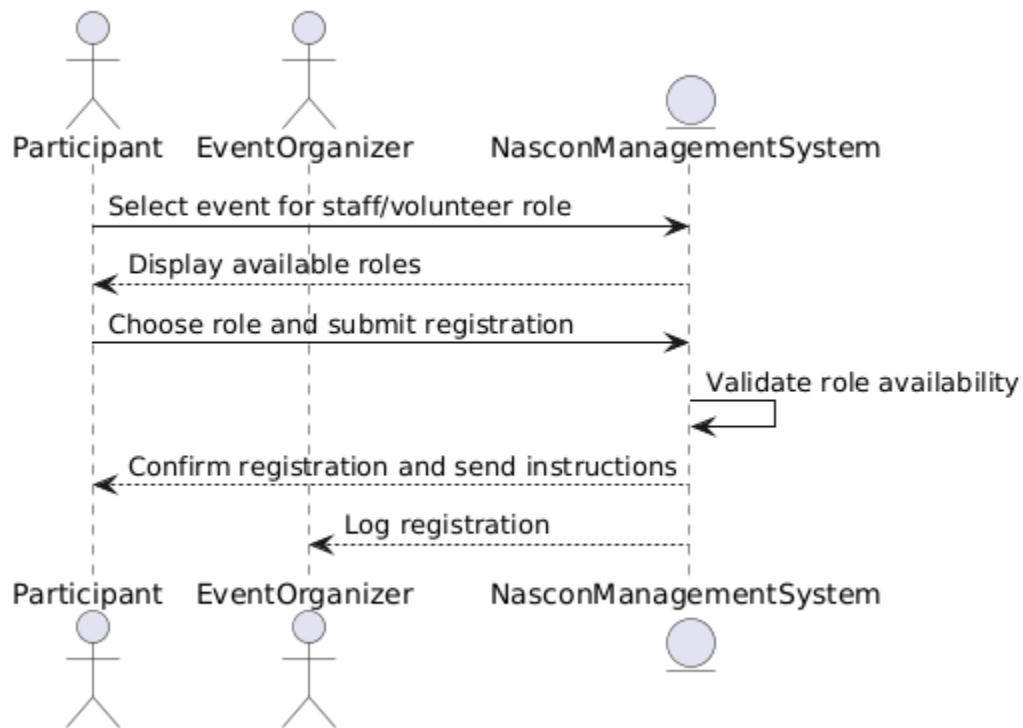 Participant EventOrganizer NasconManagementSystem
Select event for staff/volunteer role
Display available roles
Choose role and submit registration
Validate role availability
Confirm registration and send instructions
Log registration
Participant EventOrganizer NasconManagementSystem